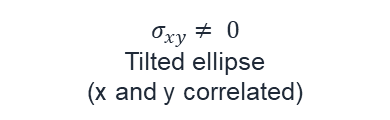 σxy ≠ 0
Tilted ellipse
(x and y correlated)